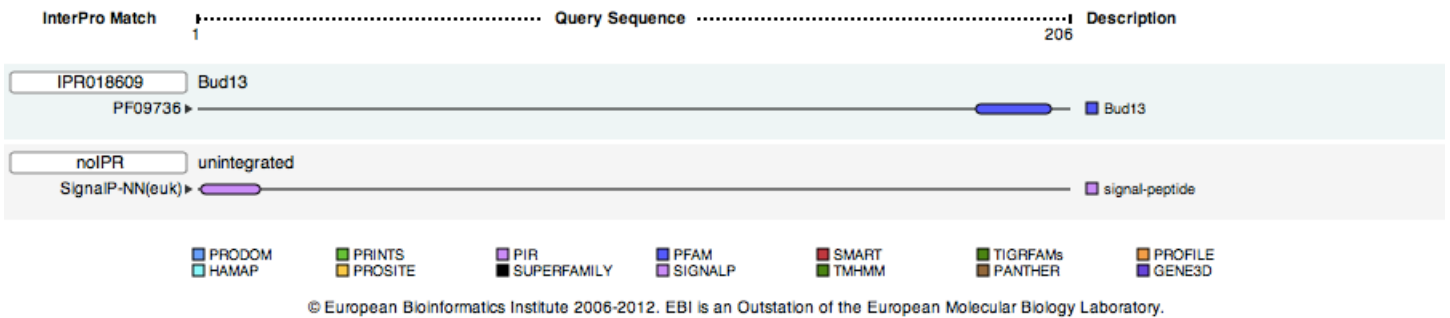 InterPro Match Query Sequence Description
1 206
IPR018609 Bud13
PF09736 Bud13
noIPR unintegrated
SignalP-NN(euk) signal-peptide
PRODOM PRINTS PIR PFAM SMART TIGRFAMs PROFILE
HAMAP PROSITE SUPERFAMILY SIGNALP TMHMM PANTHER GENE3D
© European Bioinformatics Institute 2006-2012. EBI is an Outstation of the European Molecular Biology Laboratory.